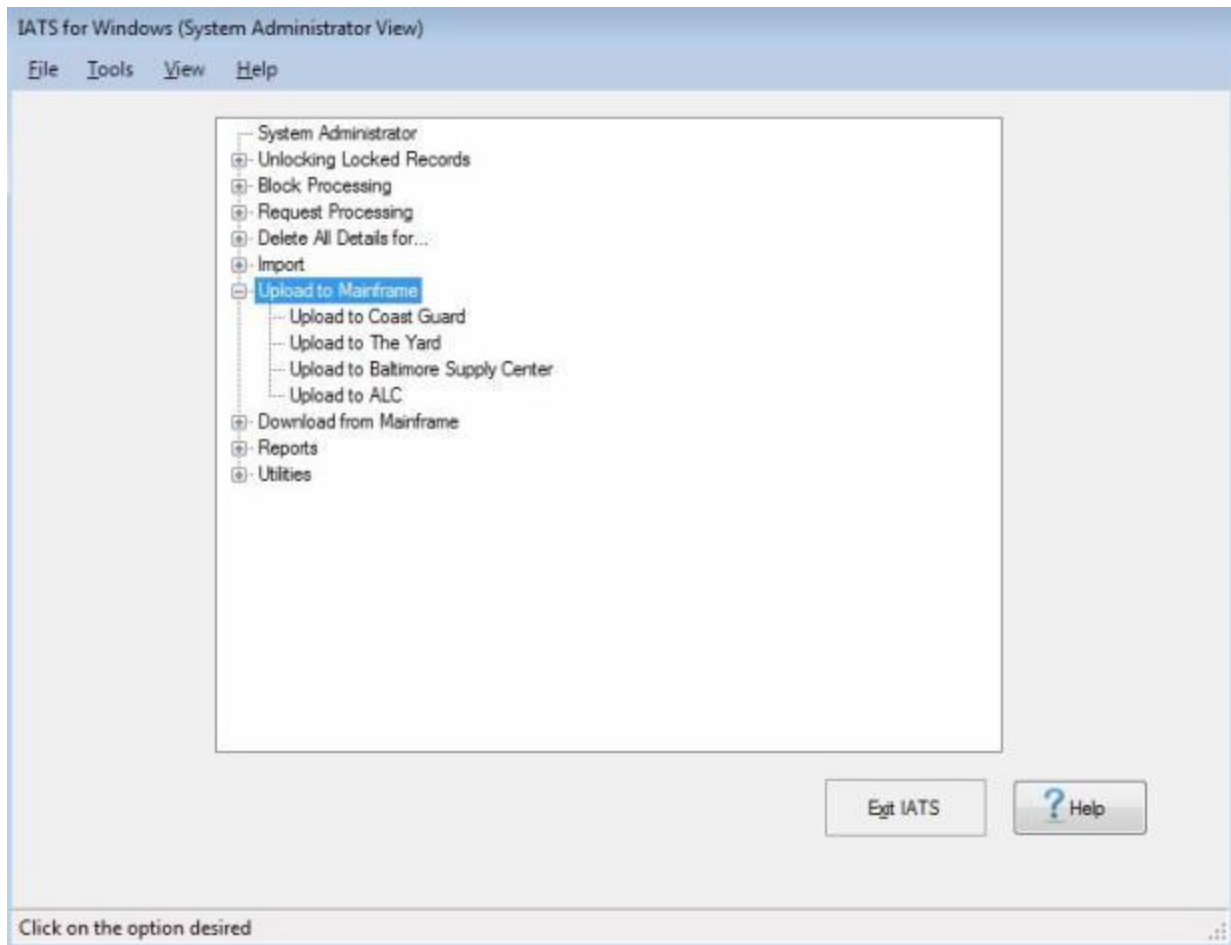 IATS for Windows (System Administrator View)
File Tools View Help
System Administrator
Unlocking Locked Records
Block Processing
Request Processing
Delete All Details for...
Import
Upload to Mainframe
Upload to Coast Guard
Upload to The Yard
Upload to Baltimore Supply Center
Upload to ALC
Download from Mainframe
Reports
Utilities
Exit IATS ? Help
Click on the option desired